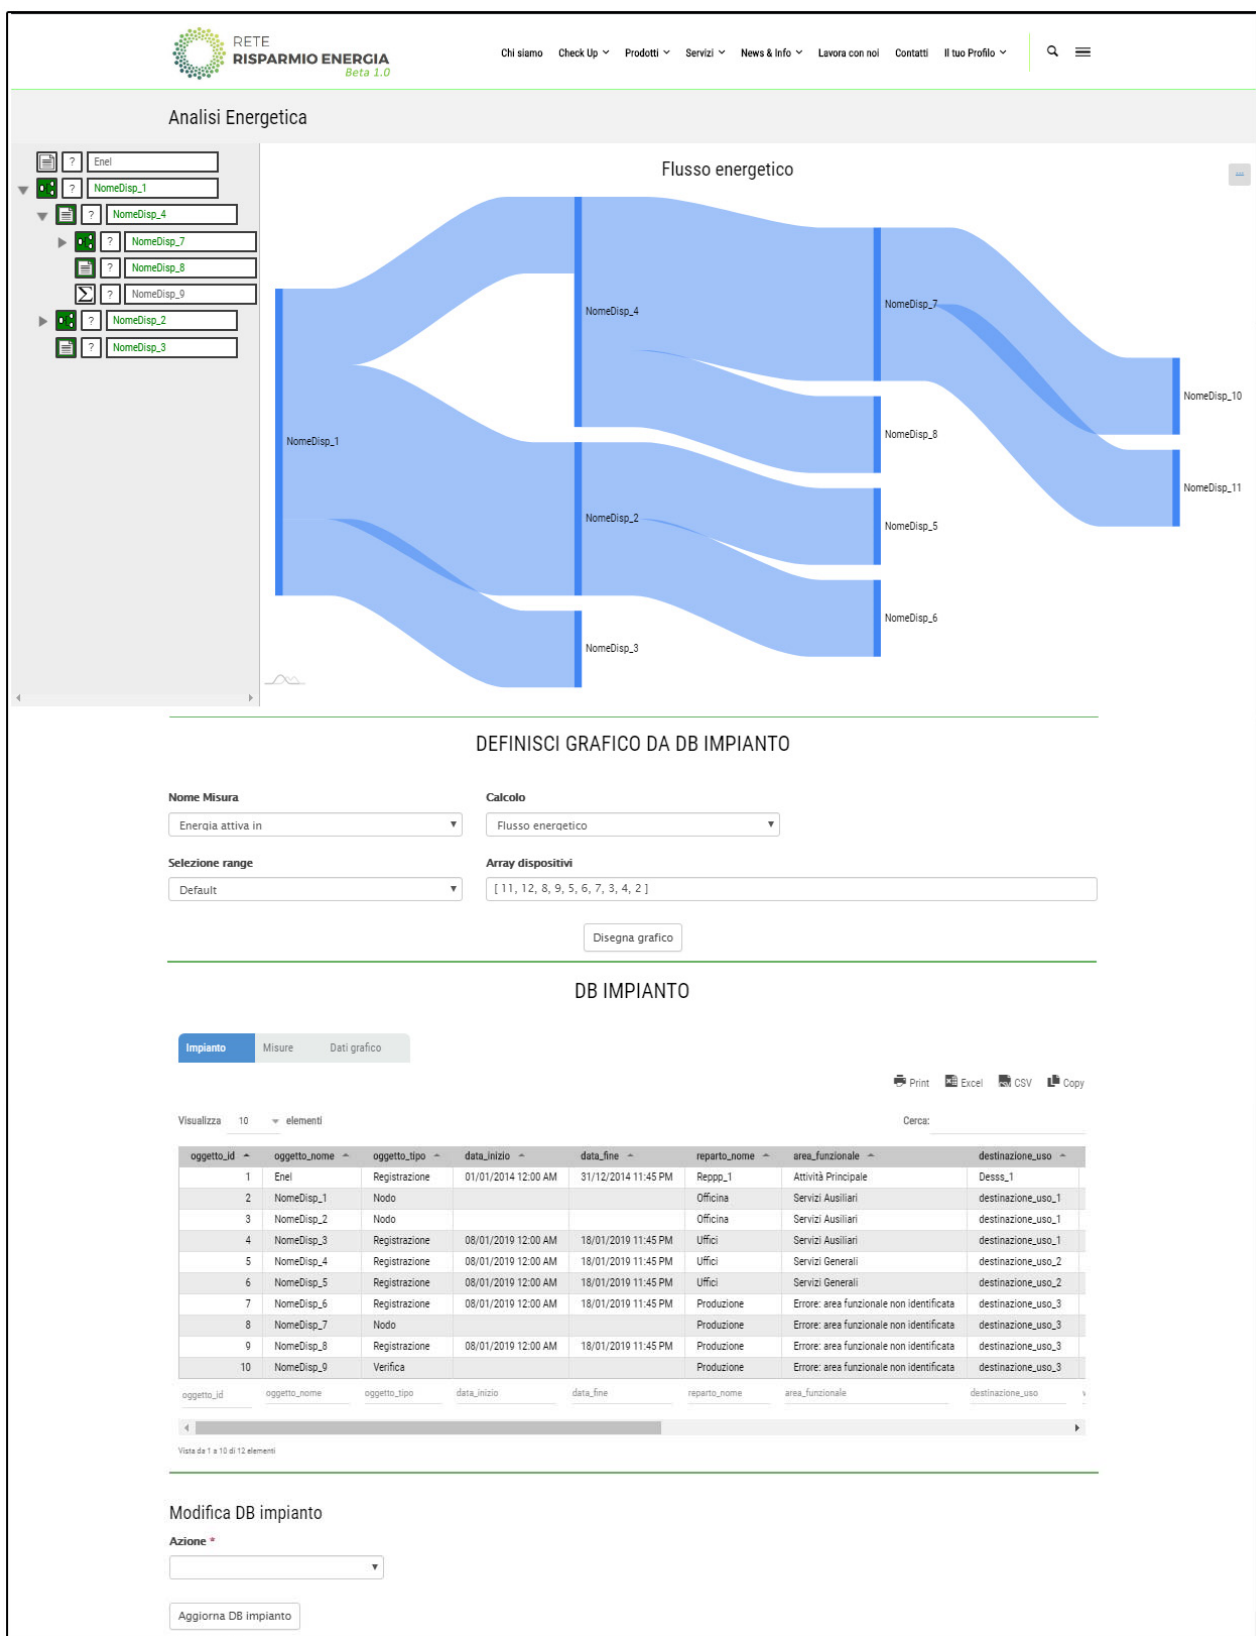 RETE
RISPARMIO ENERGIA
Beta 1.0
Chi siamo Check Up Prodotti Servizi News & Info Lavora con noi Contatti Il tuo Profilo
Analisi Energetica
? Enel
? NomeDisp_1
? NomeDisp_4
? NomeDisp_7
? NomeDisp_8
Σ ? NomeDisp_9
? NomeDisp_2
? NomeDisp_3
Flusso energetico
NomeDisp_4
NomeDisp_7
NomeDisp_10
NomeDisp_8
NomeDisp_1
NomeDisp_11
NomeDisp_2
NomeDisp_5
NomeDisp_6
NomeDisp_3
DEFINISCI GRAFICO DA DB IMPIANTO
Nome Misura Calcolo
Energia attiva in Flusso energetico
Selezione range Array dispositivi
Default [ 11, 12, 8, 9, 5, 6, 7, 3, 4, 2 ]
Disegna grafico
DB IMPIANTO
Impianto Misure Dati grafico
Print Excel CSV Copy
Visualizza 10 elementi Cerca:
oggetto_id oggetto_nome oggetto_tipo data_inizio data_fine reparto_nome area_funzionale destinazione_uso
1 Enel Registrazione 01/01/2014 12:00 AM 31/12/2014 11:45 PM Reppp_1 Attività Principale Desss_1
2 NomeDisp_1 Nodo Officina Servizi Ausiliari destinazione_uso_1
3 NomeDisp_2 Nodo Officina Servizi Ausiliari destinazione_uso_1
4 NomeDisp_3 Registrazione 08/01/2019 12:00 AM 18/01/2019 11:45 PM Uffici Servizi Ausiliari destinazione_uso_1
5 NomeDisp_4 Registrazione 08/01/2019 12:00 AM 18/01/2019 11:45 PM Uffici Servizi Generali destinazione_uso_2
6 NomeDisp_5 Registrazione 08/01/2019 12:00 AM 18/01/2019 11:45 PM Uffici Servizi Generali destinazione_uso_2
7 NomeDisp_6 Registrazione 08/01/2019 12:00 AM 18/01/2019 11:45 PM Produzione Errore: area funzionale non identificata destinazione_uso_3
8 NomeDisp_7 Nodo Produzione Errore: area funzionale non identificata destinazione_uso_3
9 NomeDisp_8 Registrazione 08/01/2019 12:00 AM 18/01/2019 11:45 PM Produzione Errore: area funzionale non identificata destinazione_uso_3
10 NomeDisp_9 Verifica Produzione Errore: area funzionale non identificata destinazione_uso_3
oggetto_id oggetto_nome oggetto_tipo data_inizio data_fine reparto_nome area_funzionale destinazione_uso
Vista da 1 a 10 di 12 elementi
Modifica DB impianto
Azione *
Aggiorna DB impianto